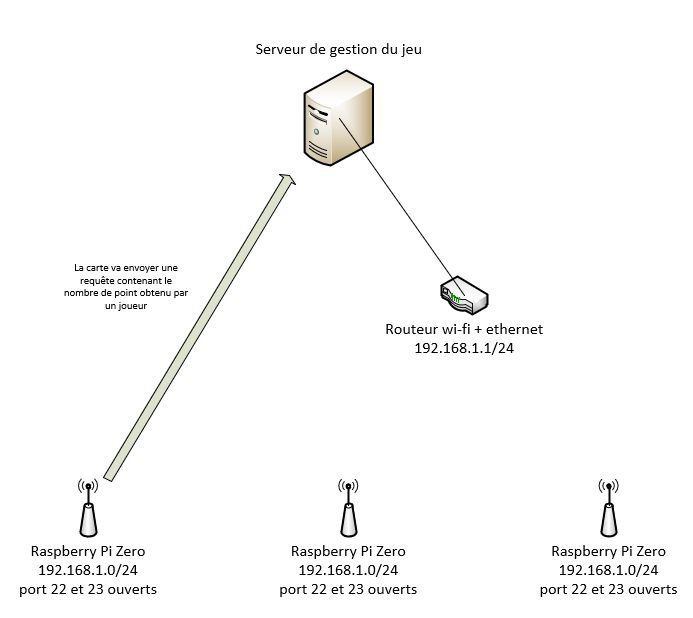 Serveur de gestion du jeu
La carte va envoyer une
requête contenant le
nombre de point obtenu par
un joueur
Routeur wi-fi + ethernet
192.168.1.1/24
Raspberry Pi Zero
192.168.1.0/24
port 22 et 23 ouverts
Raspberry Pi Zero
192.168.1.0/24
port 22 et 23 ouverts
Raspberry Pi Zero
192.168.1.0/24
port 22 et 23 ouverts